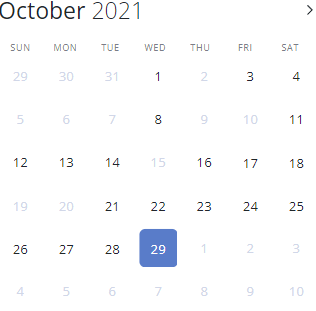 October 2021
SUN MON TUE WED THU FRI SAT
29 30 31 1 2 3 4
5 6 7 8 9 10 11
12 13 14 15 16 17 18
19 20 21 22 23 24 25
26 27 28 29 1 2 3
4 5 6 7 8 9 10